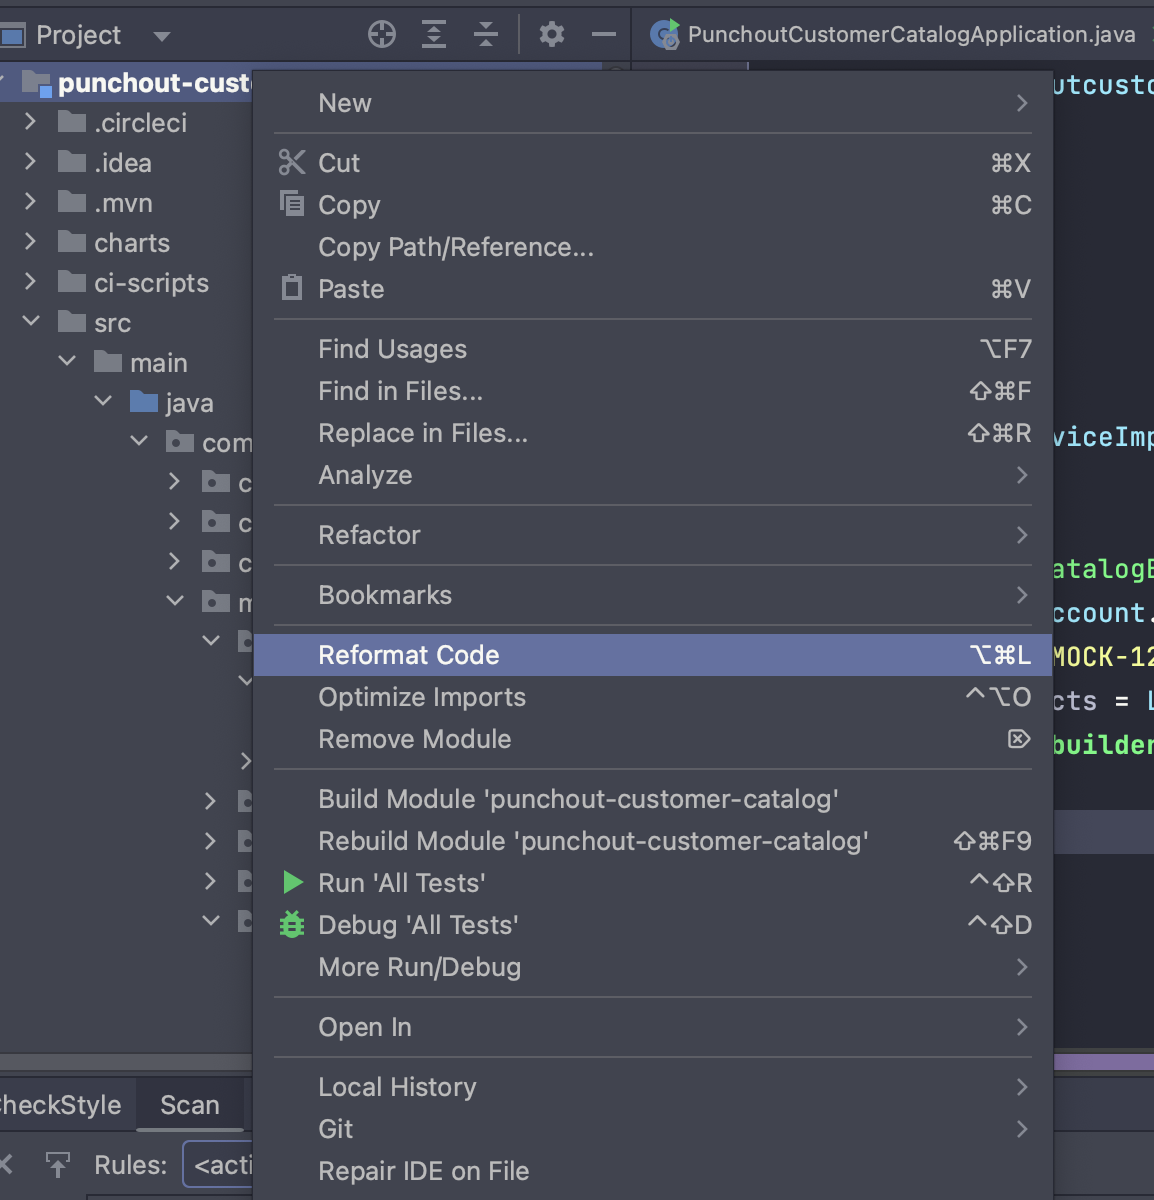 Project
PunchoutCustomerCatalogApplication.java
punchout-cust
.circleci
.idea
.mvn
charts
ci-scripts
src
main
java
com
c
c
c
New
Cut ⌘X
Copy ⌘C
Copy Path/Reference...
Paste ⌘V
Find Usages ⌥F7
Find in Files... ⇧⌘F
Replace in Files... ⇧⌘R
Analyze
Refactor
Bookmarks
Reformat Code ⌥⌘L
Optimize Imports ^⌥O
Remove Module ⌦
Build Module 'punchout-customer-catalog'
Rebuild Module 'punchout-customer-catalog' ⇧⌘F9
Run 'All Tests' ^⇧R
Debug 'All Tests' ^⇧D
More Run/Debug
Open In
Local History
Git
Repair IDE on File
utcusto
viceImp
atalog
ccount.
MOCK-12
cts = L
builder
CheckStyle
Scan
Rules:
<acti